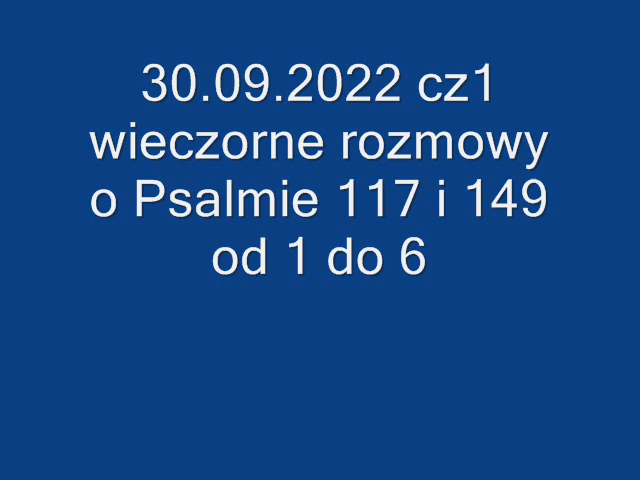 30.09.2022 cz1
wieczorne rozmowy
o Psalmie 117 i 149
od 1 do 6